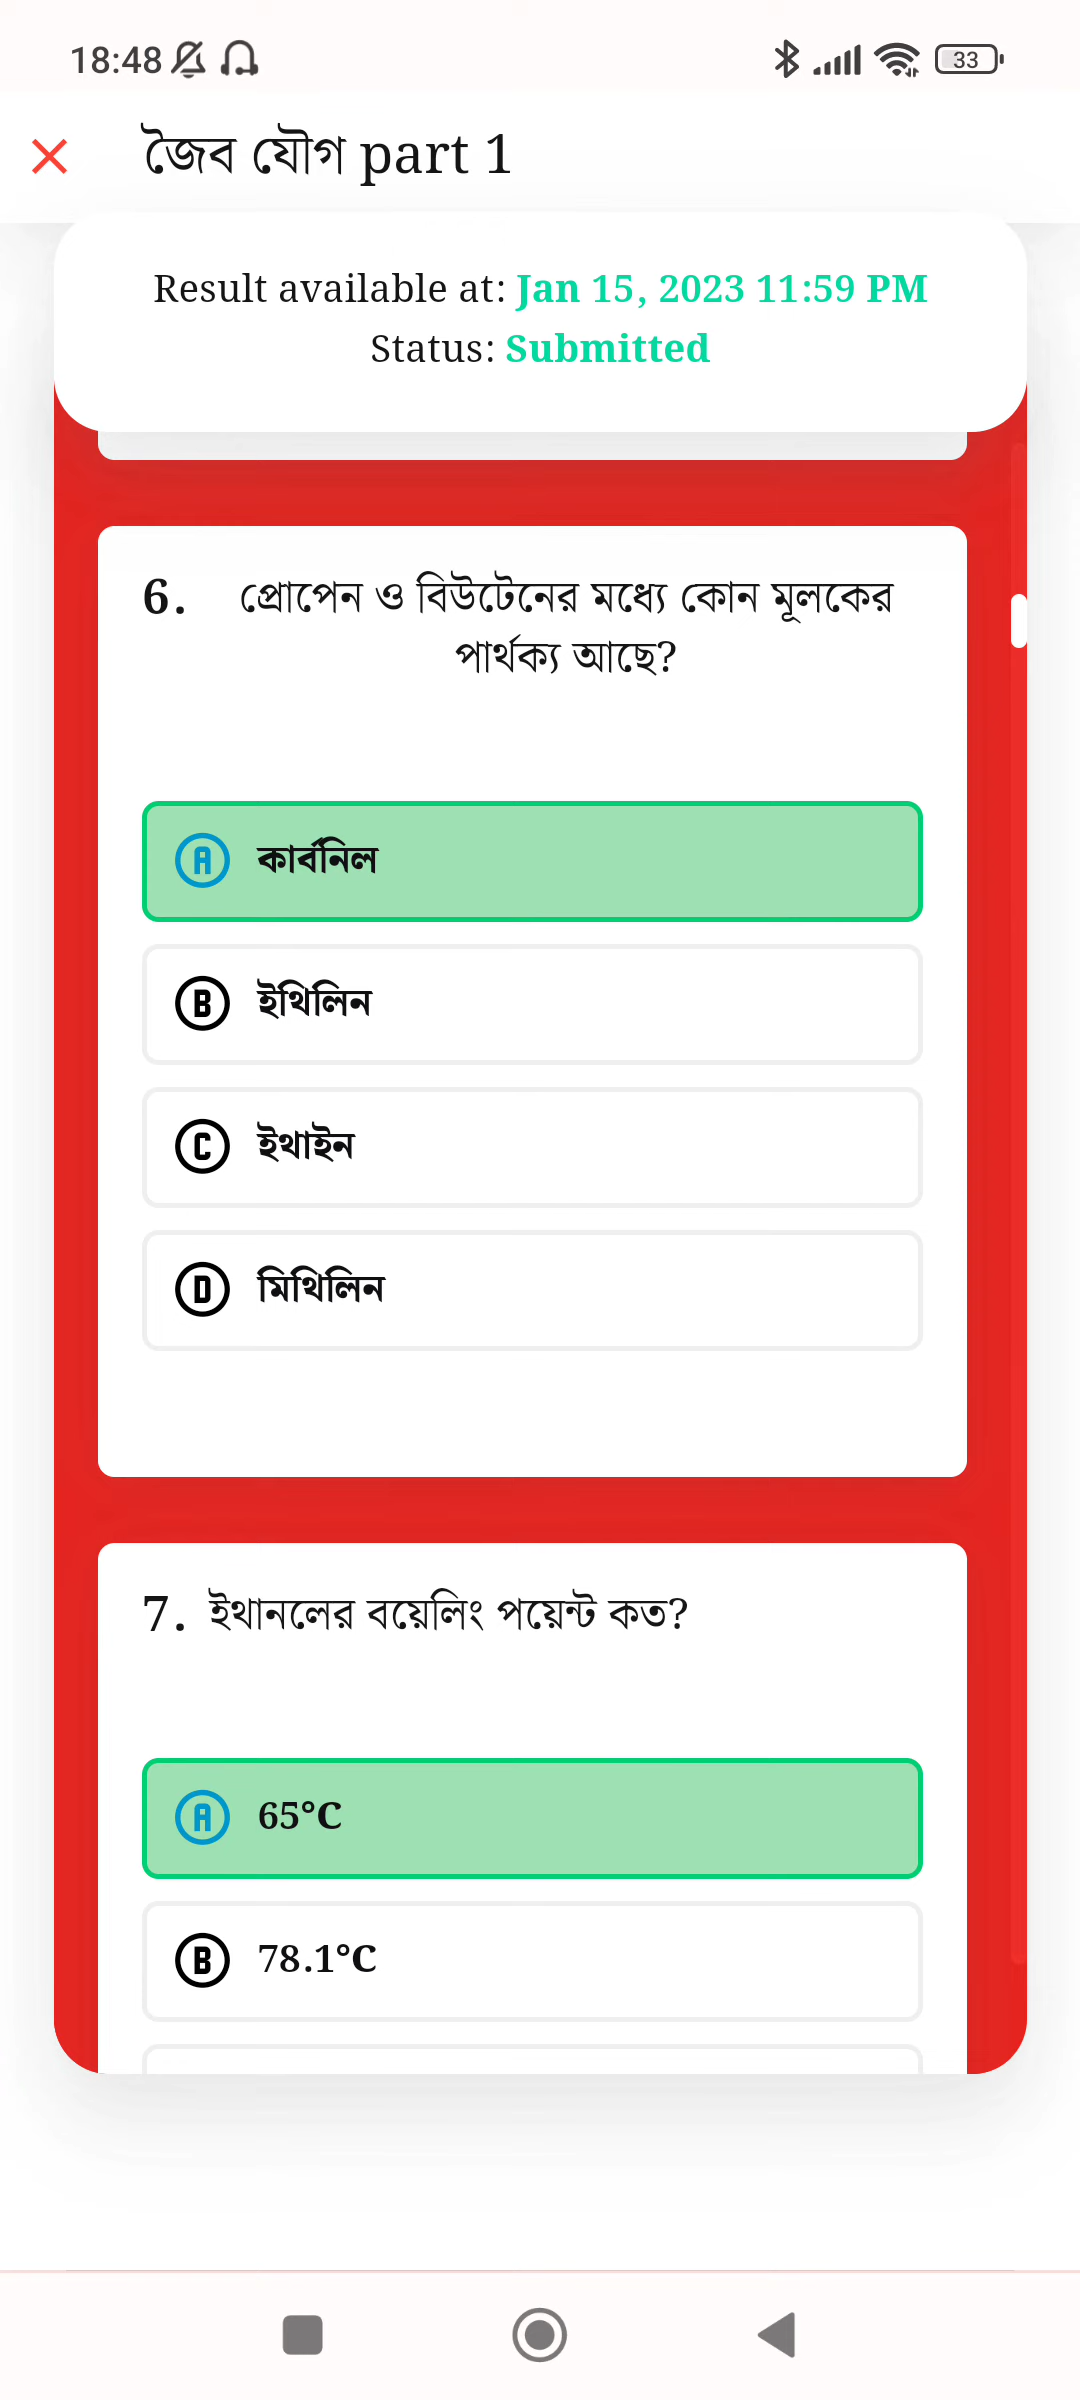 18:48
33
জৈব যৌগ part 1
Result available at: Jan 15, 2023 11:59 PM
Status: Submitted
6. প্রোপেন ও বিউটেনের মধ্যে কোন মূলকের
পার্থক্য আছে?
A কার্বনিল
B ইথিলিন
C ইথাইন
D মিথিলিন
7. ইথানলের বয়েলিং পয়েন্ট কত?
A 65°C
B 78.1°C